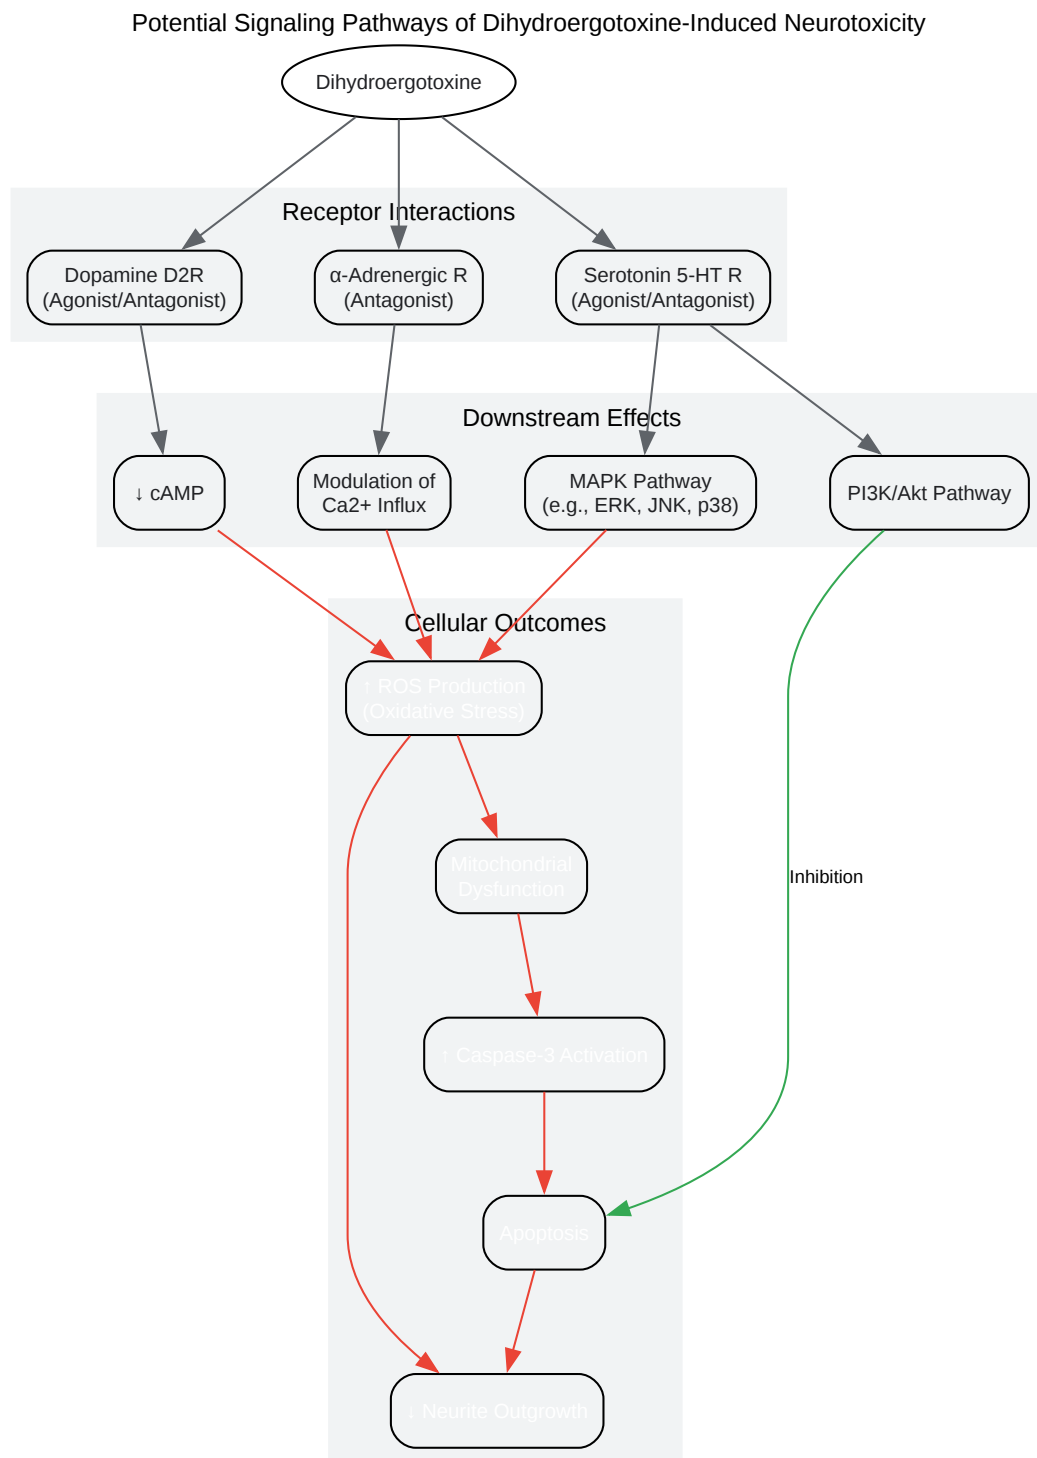 Potential Signaling Pathways of Dihydroergotoxine-Induced Neurotoxicity
Dihydroergotoxine
Receptor Interactions
Dopamine D2R
(Agonist/Antagonist)
α-Adrenergic R
(Antagonist)
Serotonin 5-HT R
(Agonist/Antagonist)
Downstream Effects
↓ cAMP
Modulation of
Ca2+ Influx
MAPK Pathway
(e.g., ERK, JNK, p38)
PI3K/Akt Pathway
Cellular Outcomes
↑ ROS Production
(Oxidative Stress)
Mitochondrial
Dysfunction
Inhibition
↑ Caspase-3 Activation
Apoptosis
↓ Neurite Outgrowth